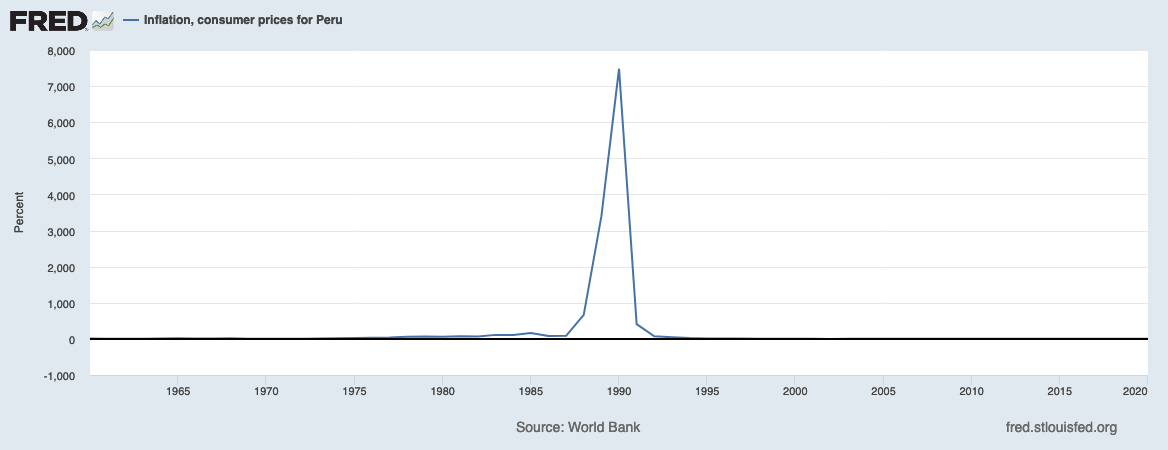 FRED
Inflation, consumer prices for Peru
8,000
7,000
6,000
5,000
4,000
3,000
2,000
1,000
0
-1,000
Percent
1965 1970 1975 1980 1985 1990 1995 2000 2005 2010 2015 2020
Source: World Bank
fred.stlouisfed.org